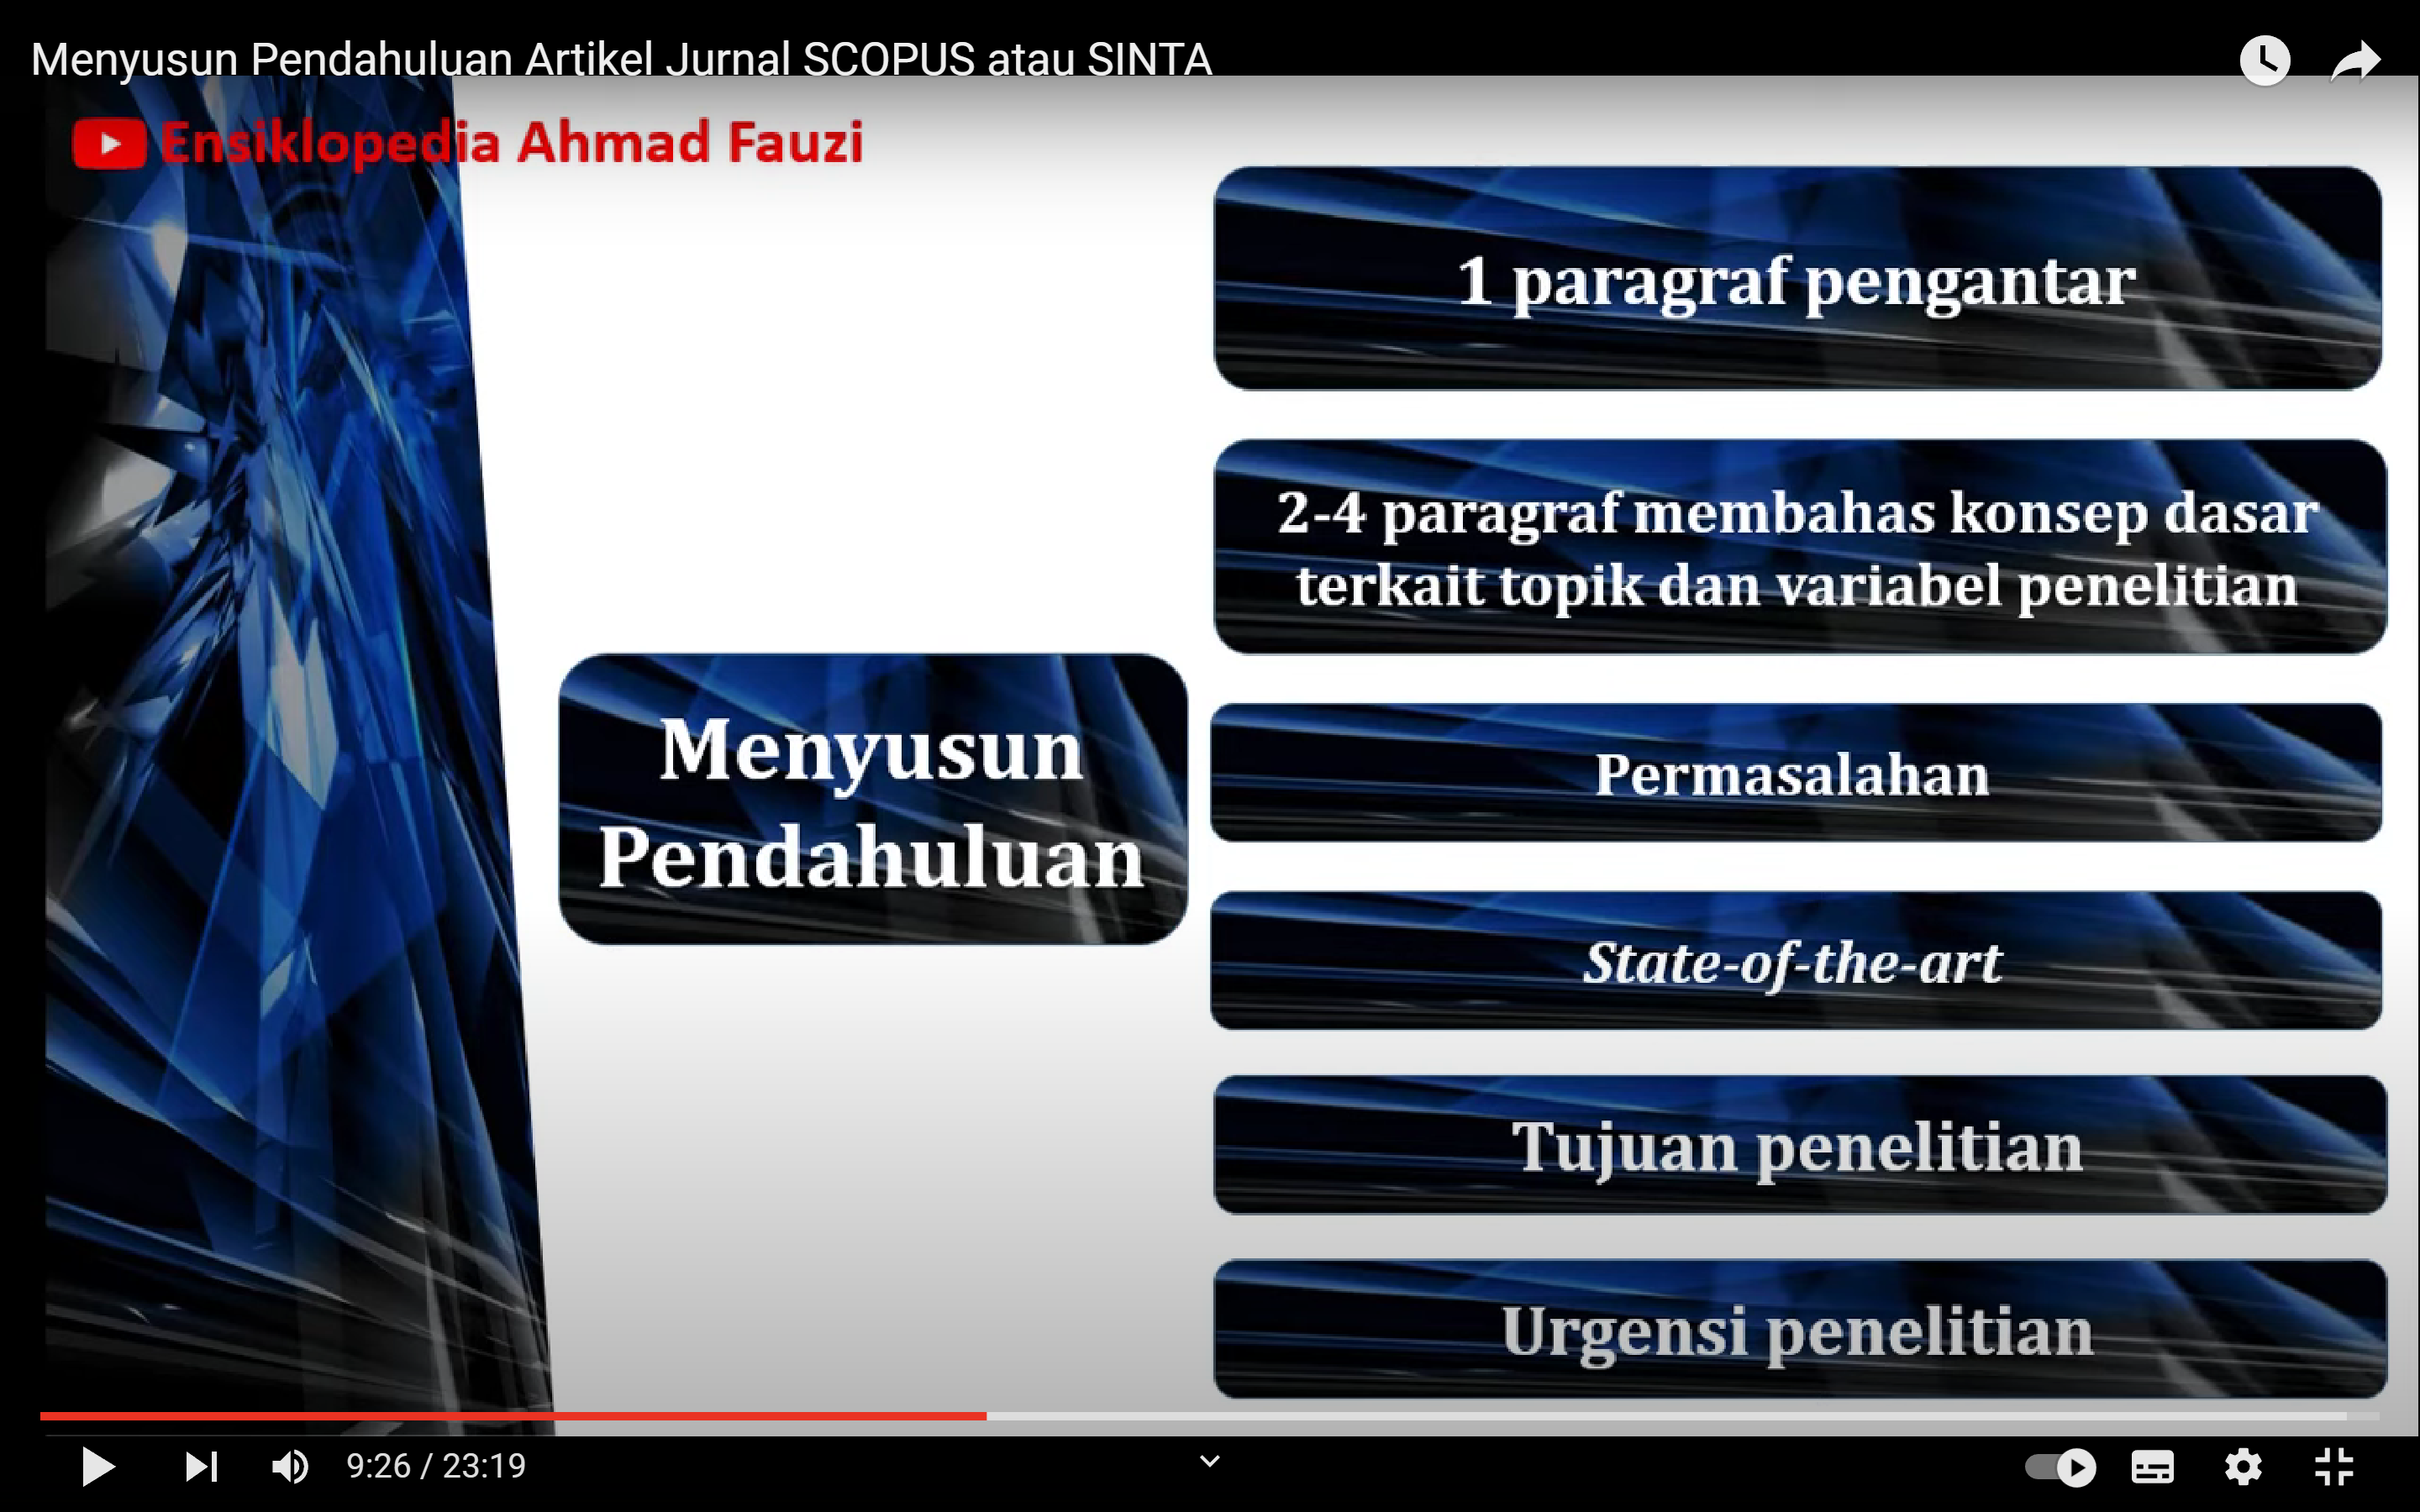 Menyusun Pendahuluan Artikel Jurnal SCOPUS atau SINTA
Ensiklopedia Ahmad Fauzi
1 paragraf pengantar
2-4 paragraf membahas konsep dasar
terkait topik dan variabel penelitian
Menyusun
Pendahuluan
Permasalahan
State-of-the-art
Tujuan penelitian
Urgensi penelitian
9:26 / 23:19